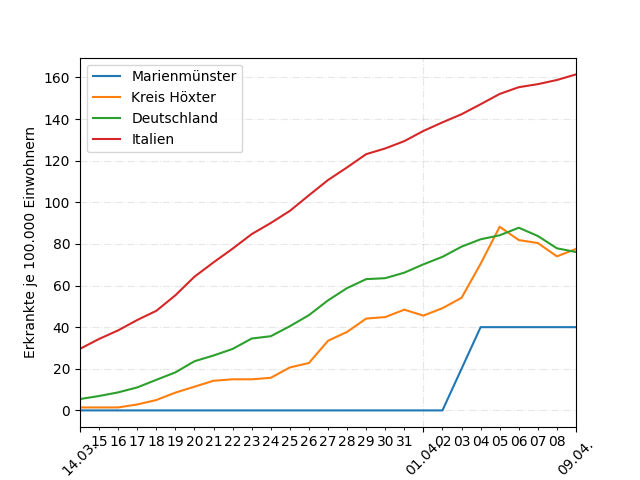 Marienmünster
Kreis Höxter
Deutschland
Italien
Erkrankte je 100.000 Einwohnern
160
140
120
100
80
60
40
20
0
14.03. 15 16 17 18 19 20 21 22 23 24 25 26 27 28 29 30 31 01.04. 02 03 04 05 06 07 08 09.04.